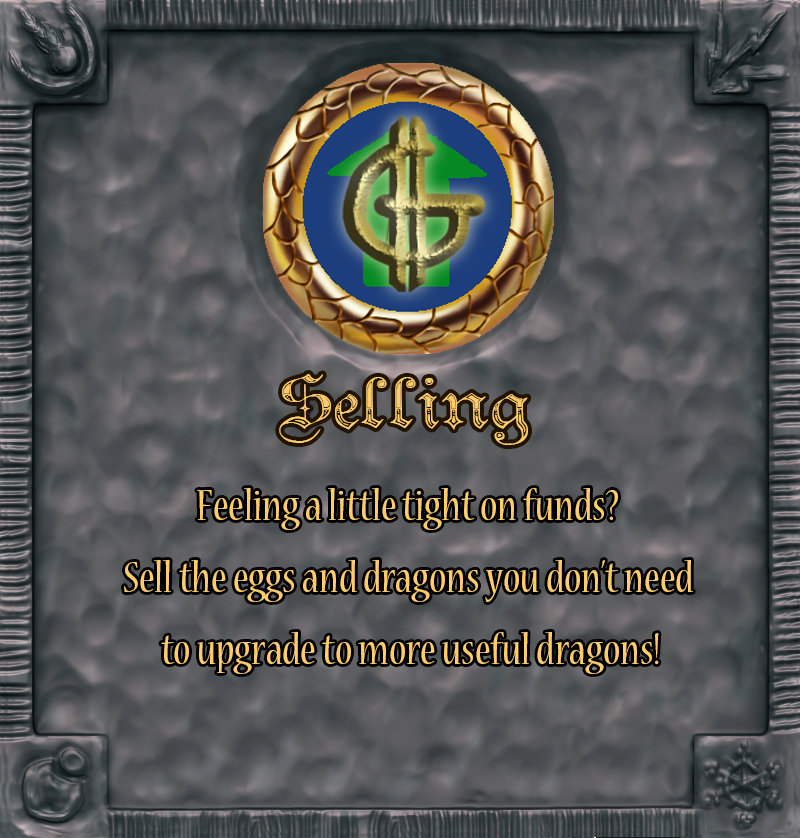 Selling
Feeling a little tight on funds?
Sell the eggs and dragons you don't need
to upgrade to more useful dragons!